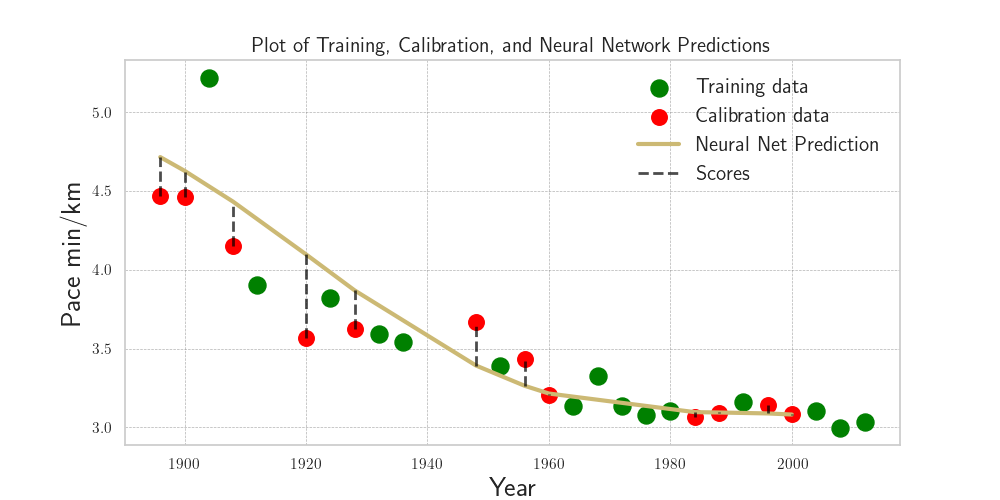 Plot of Training, Calibration, and Neural Network Predictions
Training data
Calibration data
Neural Net Prediction
Scores
Pace min/km
5.0
4.5
4.0
3.5
3.0
1900 1920 1940 1960 1980 2000
Year